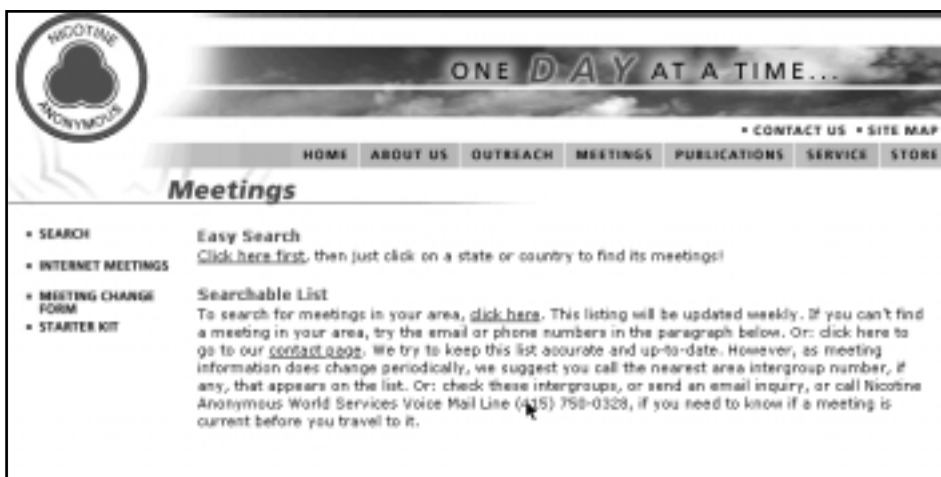 NICOTINE
ANONYMOUS
ONE DAY AT A TIME...
▪ CONTACT US ▪ SITE MAP
HOME ABOUT US OUTREACH MEETINGS PUBLICATIONS SERVICE STORE
Meetings
▪ SEARCH
▪ INTERNET MEETINGS
▪ MEETING CHANGE
FORM
▪ STARTER KIT
Easy Search
Click here first, then just click on a state or country to find its meetings!
Searchable List
To search for meetings in your area, click here. This listing will be updated weekly. If you can't find
a meeting in your area, try the email or phone numbers in the paragraph below. Or: click here to
go to our contact page. We try to keep this list accurate and up-to-date. However, as meeting
information does change periodically, we suggest you call the nearest area intergroup number, if
any, that appears on the list. Or: check these intergroups, or send an email inquiry, or call Nicotine
Anonymous World Services Voice Mail Line (415) 750-0328, if you need to know if a meeting is
current before you travel to it.